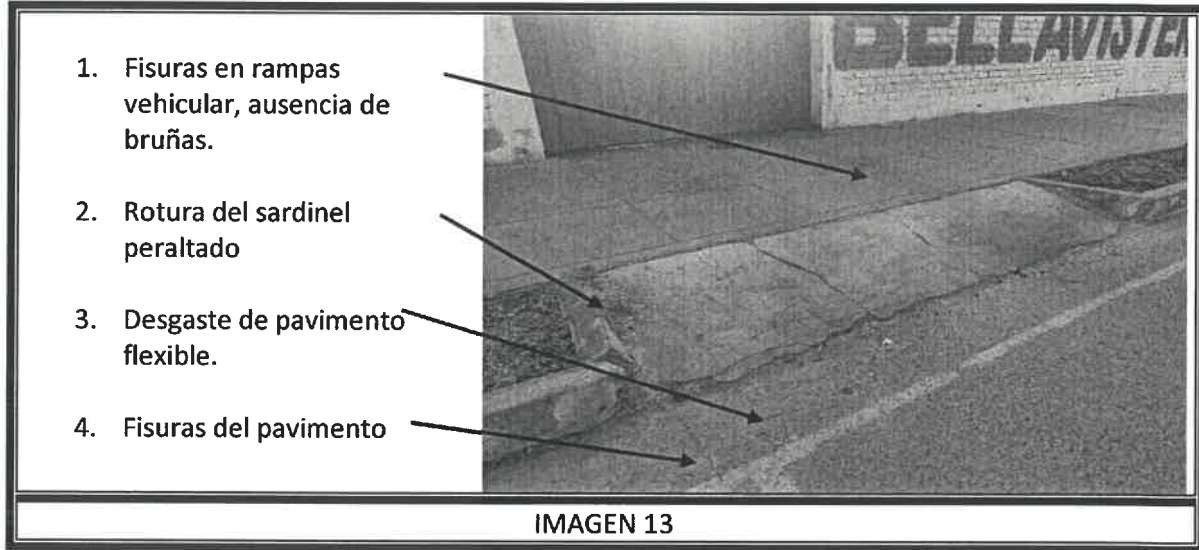 BELLAVISTEN
1. Fisuras en rampas
vehicular, ausencia de
bruñas.
2. Rotura del sardinel
peraltado
3. Desgaste de pavimento
flexible.
4. Fisuras del pavimento
IMAGEN 13